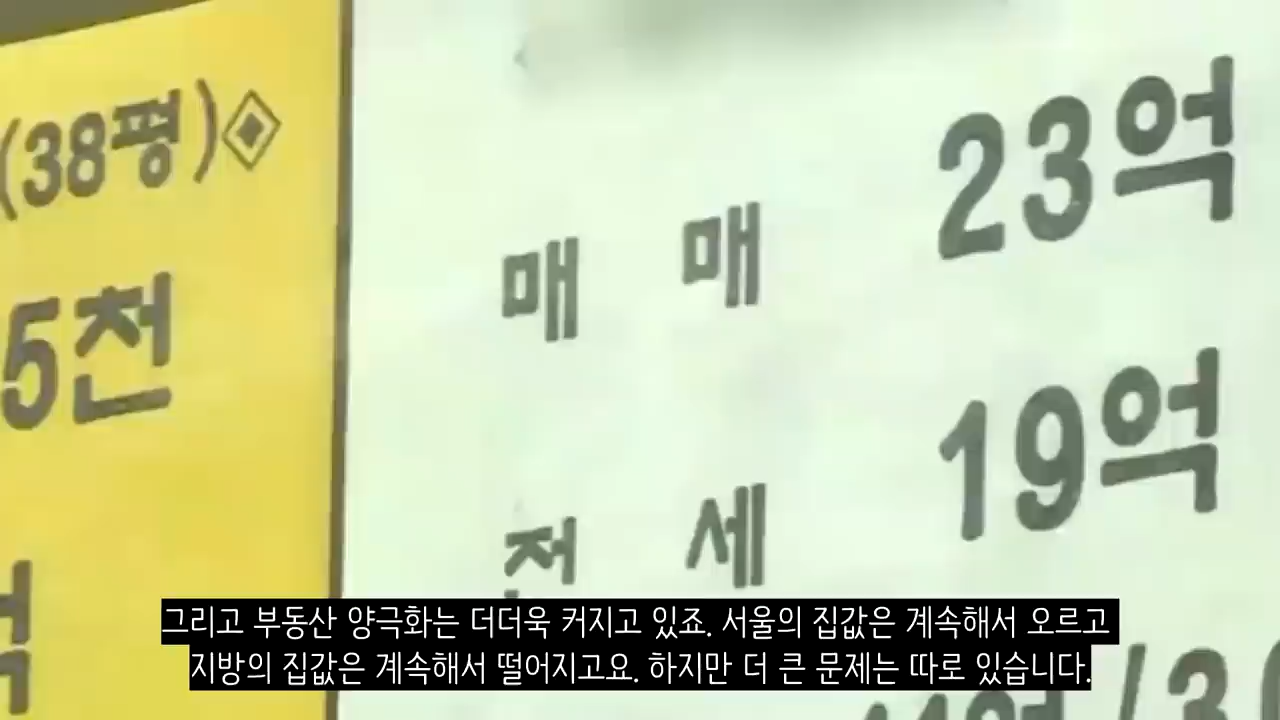 (38평)◈
5천
매 매 23억
전 세 19억
그리고 부동산 양극화는 더더욱 커지고 있죠. 서울의 집값은 계속해서 오르고
지방의 집값은 계속해서 떨어지고요. 하지만 더 큰 문제는 따로 있습니다.